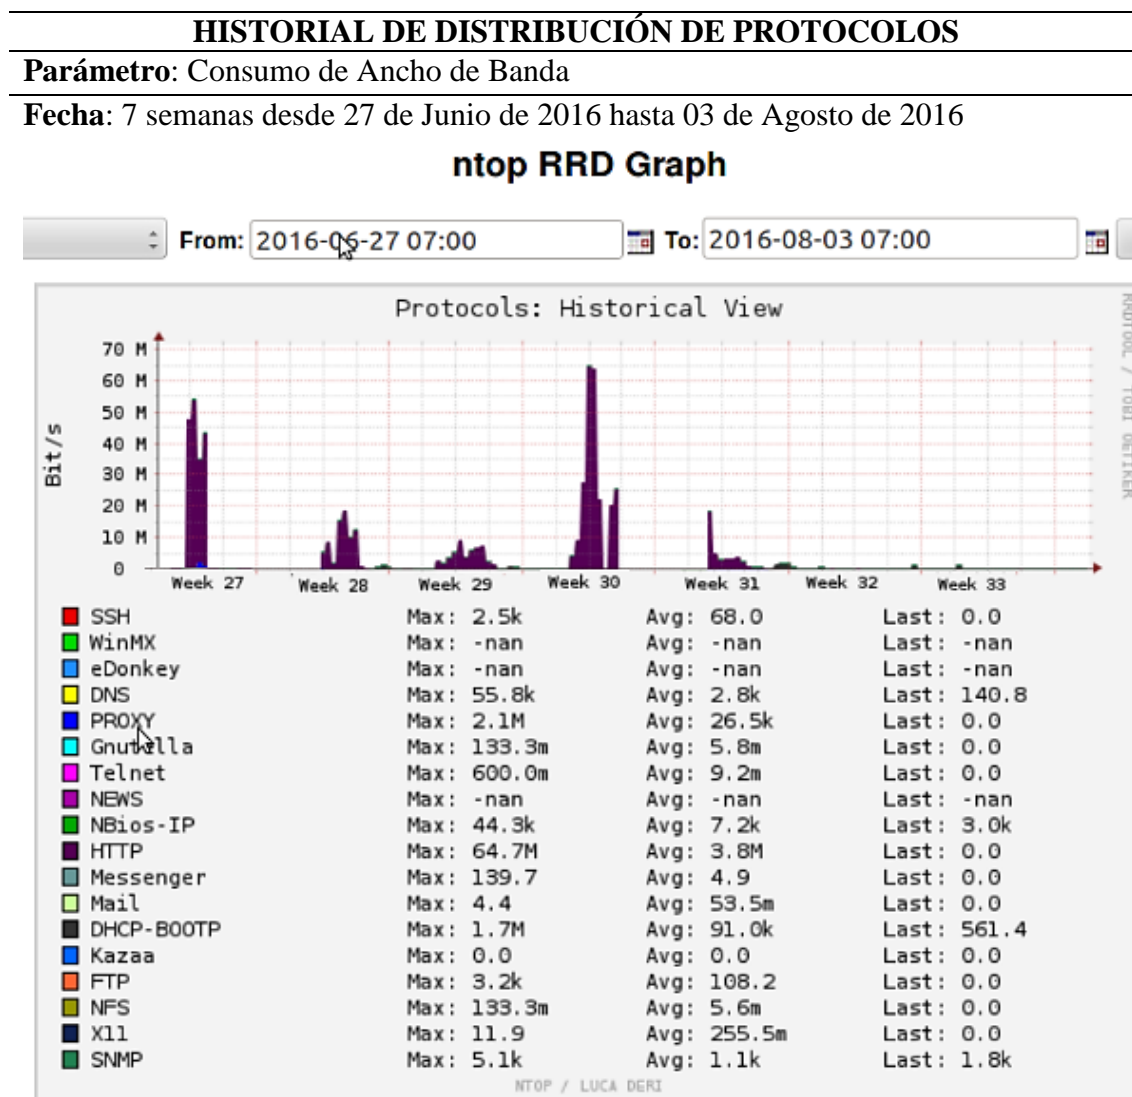 HISTORIAL DE DISTRIBUCIÓN DE PROTOCOLOS
Parámetro: Consumo de Ancho de Banda
Fecha: 7 semanas desde 27 de Junio de 2016 hasta 03 de Agosto de 2016
ntop RRD Graph
From: 2016-06-27 07:00 To: 2016-08-03 07:00
Protocols: Historical View
RRDTOOL / TOBI OETIKER
Bit/s
70 M
60 M
50 M
40 M
30 M
20 M
10 M
0
Week 27 Week 28 Week 29 Week 30 Week 31 Week 32 Week 33
SSH Max: 2.5k Avg: 68.0 Last: 0.0
WinMX Max: -nan Avg: -nan Last: -nan
eDonkey Max: -nan Avg: -nan Last: -nan
DNS Max: 55.8k Avg: 2.8k Last: 140.8
PROXY Max: 2.1M Avg: 26.5k Last: 0.0
Gnutella Max: 133.3m Avg: 5.8m Last: 0.0
Telnet Max: 600.0m Avg: 9.2m Last: 0.0
NEWS Max: -nan Avg: -nan Last: -nan
NBios-IP Max: 44.3k Avg: 7.2k Last: 3.0k
HTTP Max: 64.7M Avg: 3.8M Last: 0.0
Messenger Max: 139.7 Avg: 4.9 Last: 0.0
Mail Max: 4.4 Avg: 53.5m Last: 0.0
DHCP-BOOTP Max: 1.7M Avg: 91.0k Last: 561.4
Kazaa Max: 0.0 Avg: 0.0 Last: 0.0
FTP Max: 3.2k Avg: 108.2 Last: 0.0
NFS Max: 133.3m Avg: 5.6m Last: 0.0
X11 Max: 11.9 Avg: 255.5m Last: 0.0
SNMP Max: 5.1k Avg: 1.1k Last: 1.8k
NTOP / LUCA DERI